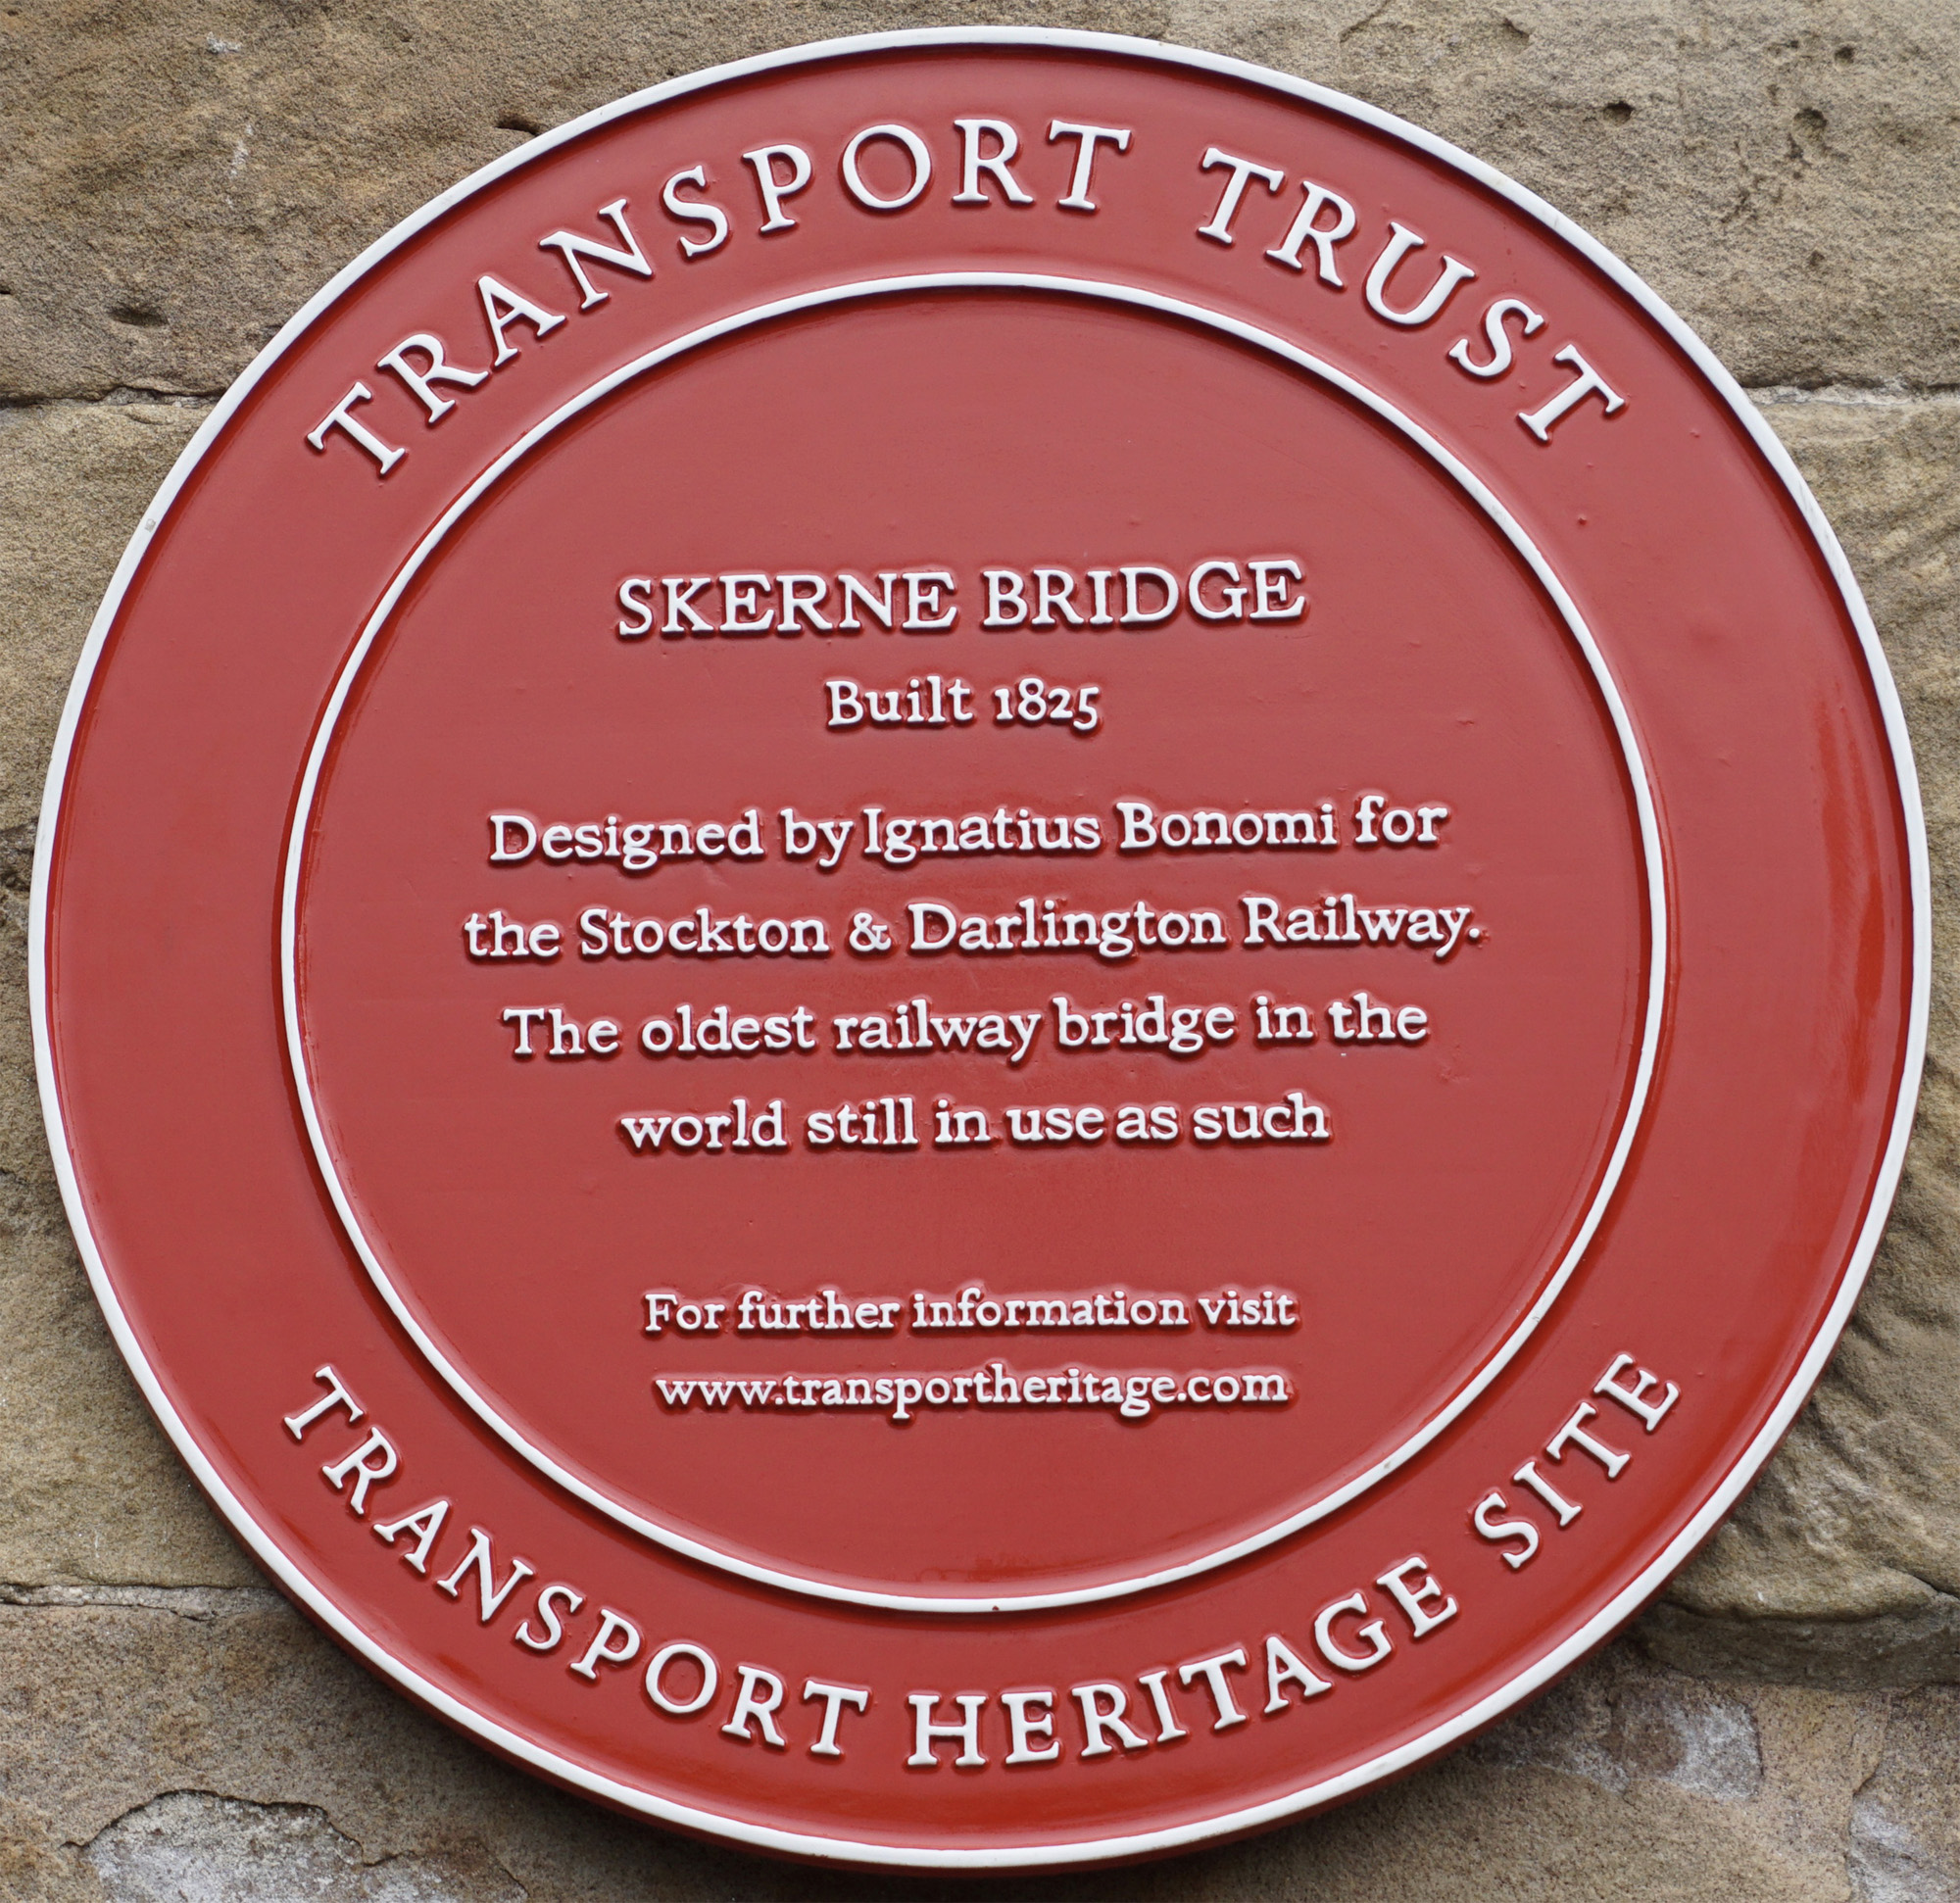 TRANSPORT TRUST
SKERNE BRIDGE
Built 1825
Designed by Ignatius Bonomi for
the Stockton & Darlington Railway.
The oldest railway bridge in the
world still in use as such
For further information visit
www.transportheritage.com
TRANSPORT HERITAGE SITE